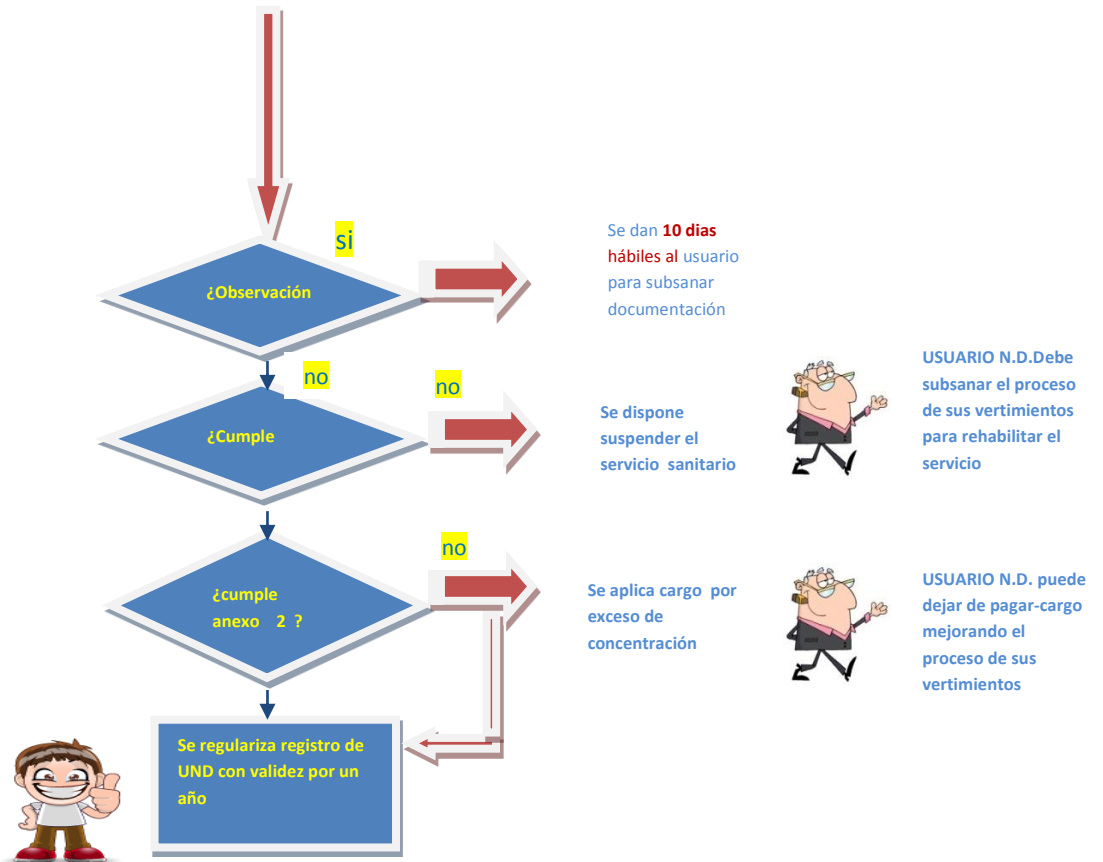 si
¿Observación
Se dan 10 dias
hábiles al usuario
para subsanar
documentación
no
¿Cumple
no
Se dispone
suspender el
servicio sanitario
USUARIO N.D.Debe
subsanar el proceso
de sus vertimientos
para rehabilitar el
servicio
¿cumple
anexo 2 ?
no
Se aplica cargo por
exceso de
concentración
USUARIO N.D. puede
dejar de pagar-cargo
mejorando el
proceso de sus
vertimientos
Se regulariza registro de
UND con validez por un
año